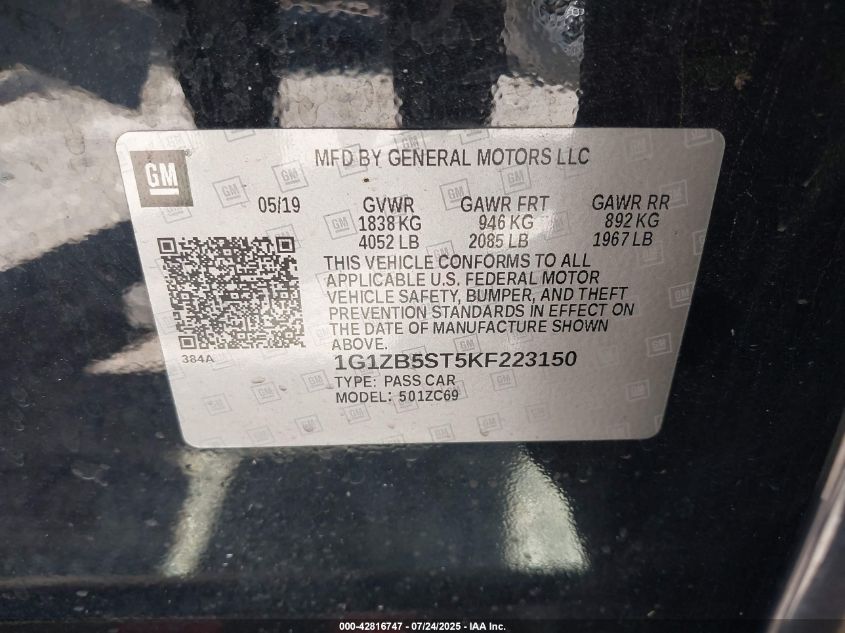 GM
MFD BY GENERAL MOTORS LLC
05/19 GVWR GAWR FRT GAWR RR
1838 KG 946 KG 892 KG
4052 LB 2085 LB 1967 LB
THIS VEHICLE CONFORMS TO ALL
APPLICABLE U.S. FEDERAL MOTOR
VEHICLE SAFETY, BUMPER, AND THEFT
PREVENTION STANDARDS IN EFFECT ON
THE DATE OF MANUFACTURE SHOWN
ABOVE.
384A
1G1ZB5ST5KF223150
TYPE: PASS CAR
MODEL: 501ZC69
000-42816747 - 07/24/2025 - IAA Inc.